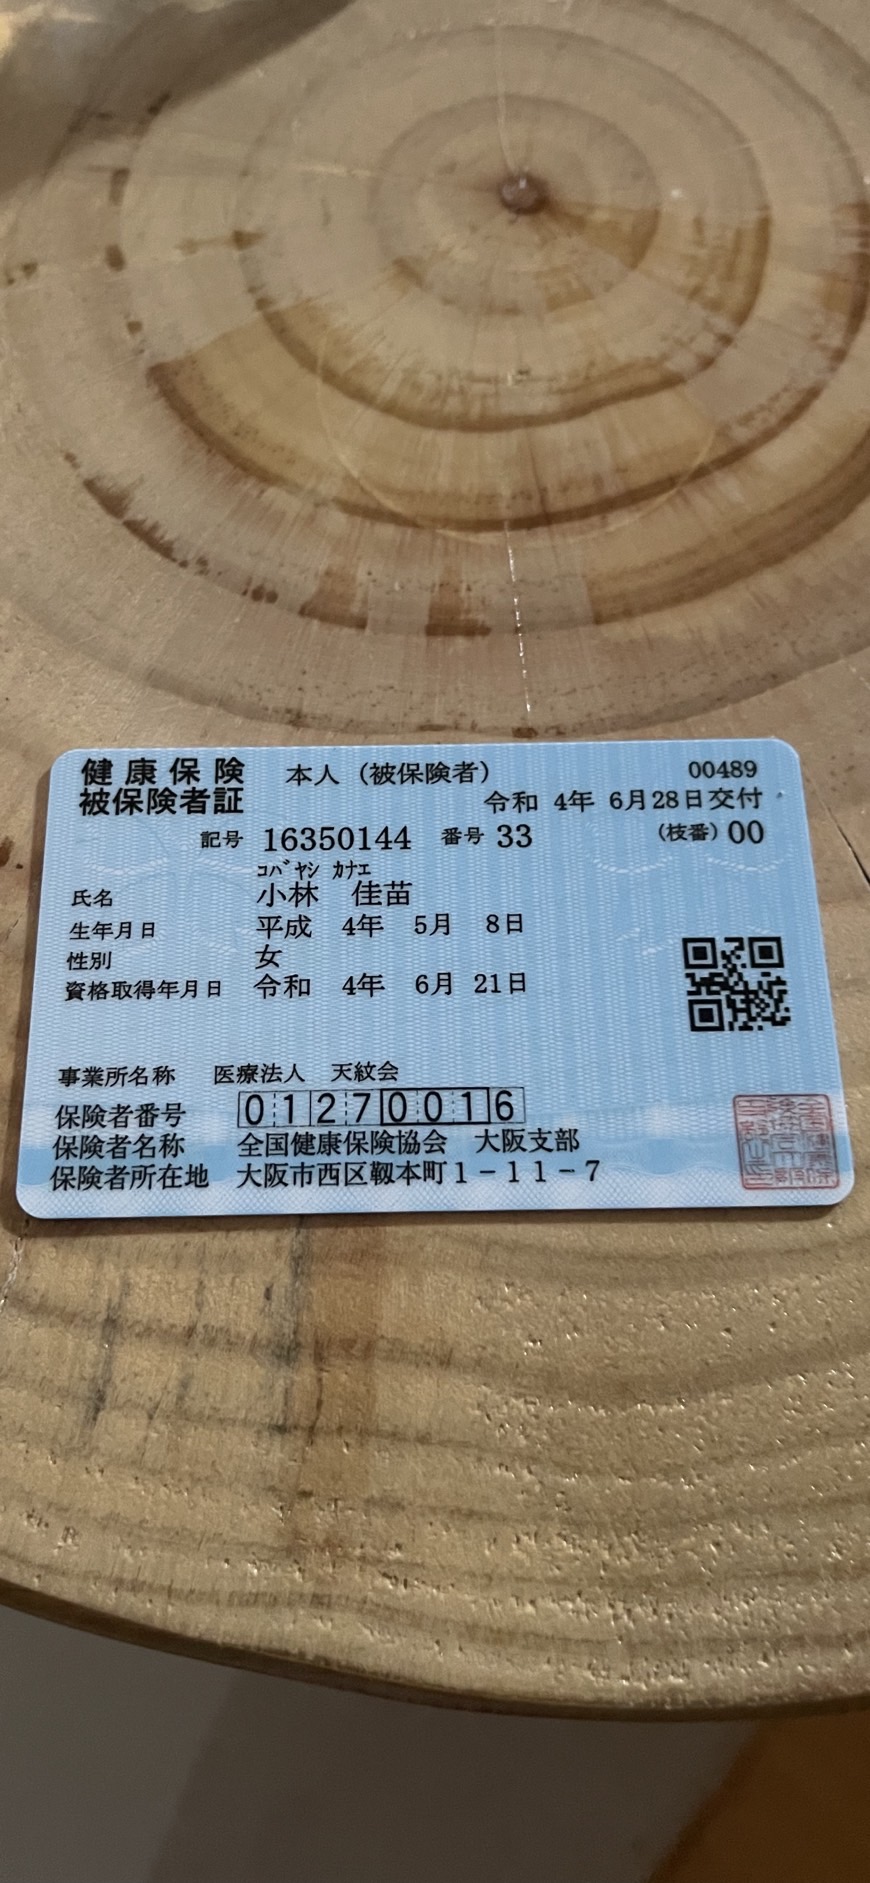 健康保険 本人（被保険者） 00489
被保険者証 令和 4年 6月28日交付
記号 16350144 番号 33 （枝番）00
ｺﾊﾞﾔｼ ｶﾅｴ
氏名 小林 佳苗
生年月日 平成 4年 5月 8日
性別 女
資格取得年月日 令和 4年 6月 21日
事業所名称 医療法人 天紋会
保険者番号 01270016
保険者名称 全国健康保険協会 大阪支部
保険者所在地 大阪市西区靱本町1－11－7